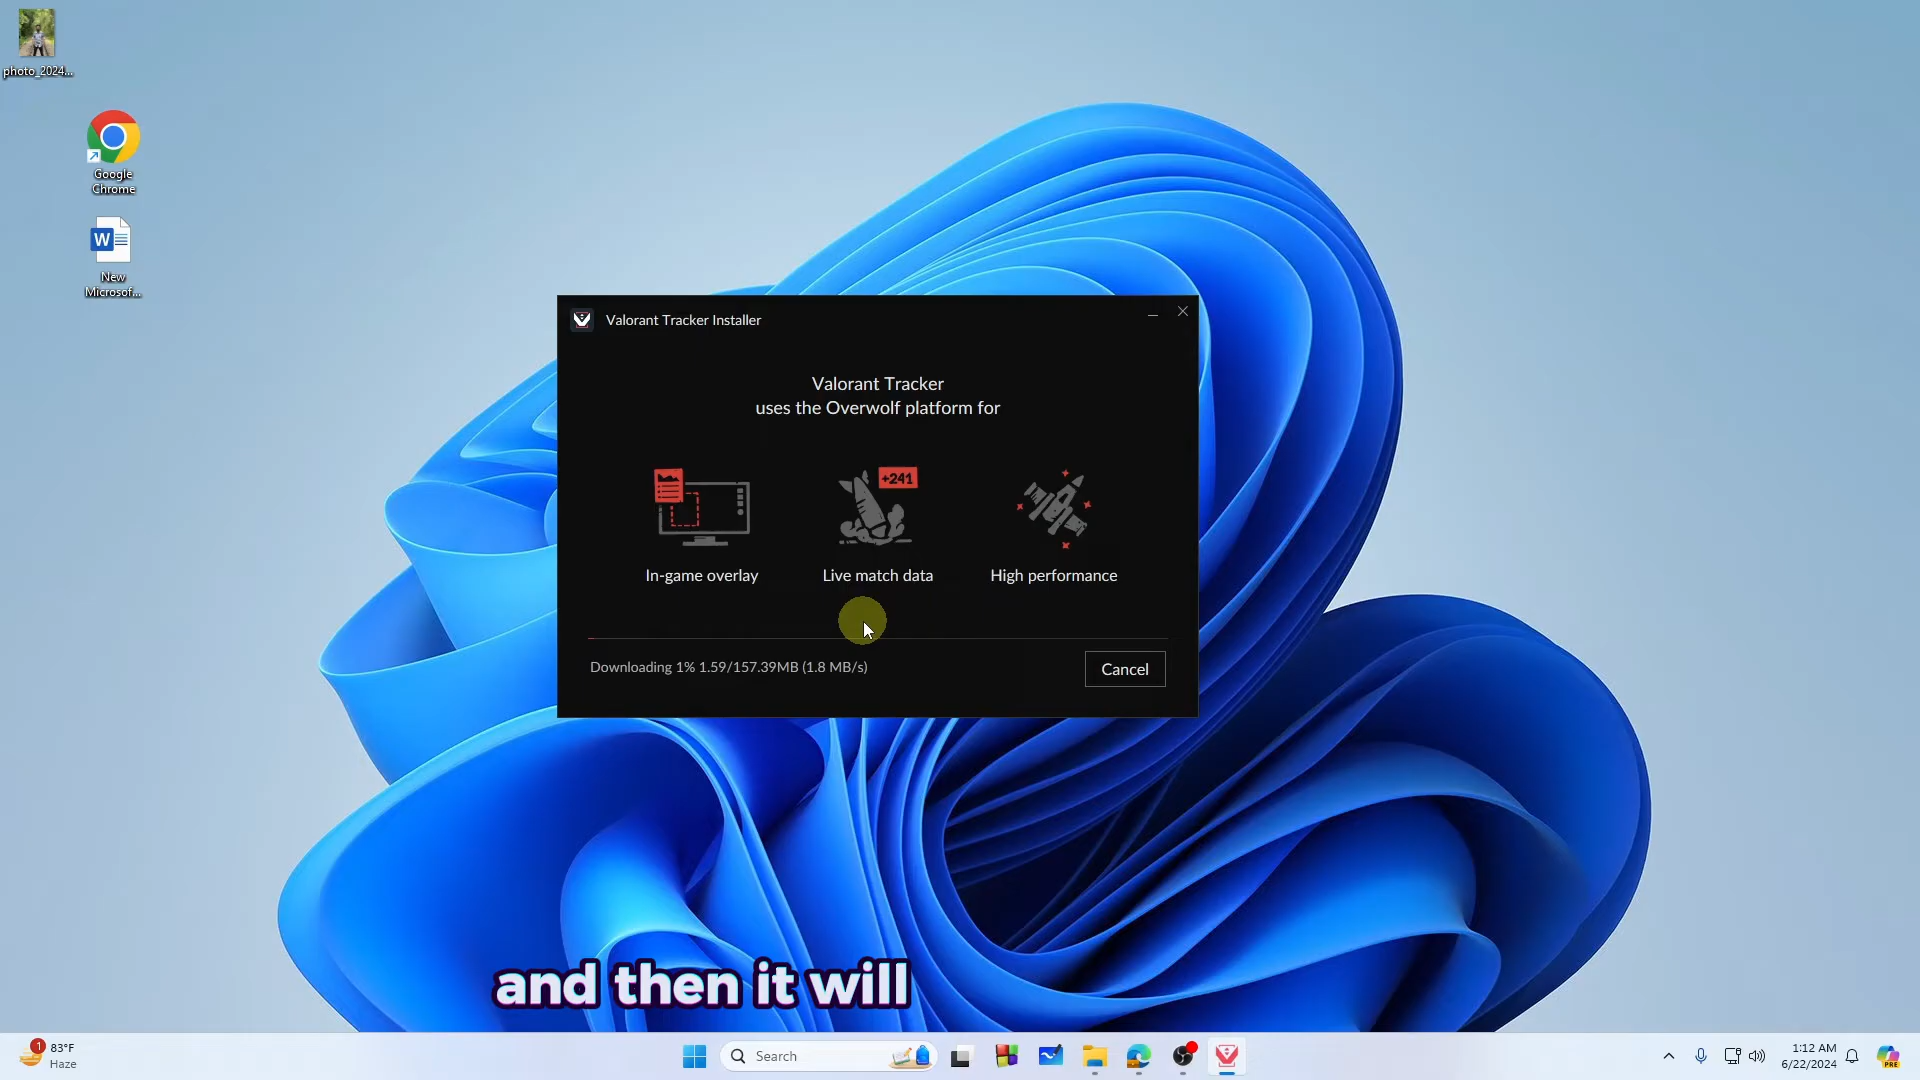 photo_2024...
Google
Chrome
W
New
Microsof...
Valorant Tracker Installer
Valorant Tracker
uses the Overwolf platform for
+241
In-game overlay
Live match data
High performance
Downloading 1% 1.59/157.39MB (1.8 MB/s)
Cancel
and then it will
1
83°F
Haze
Search
1:12 AM
6/22/2024
PRE